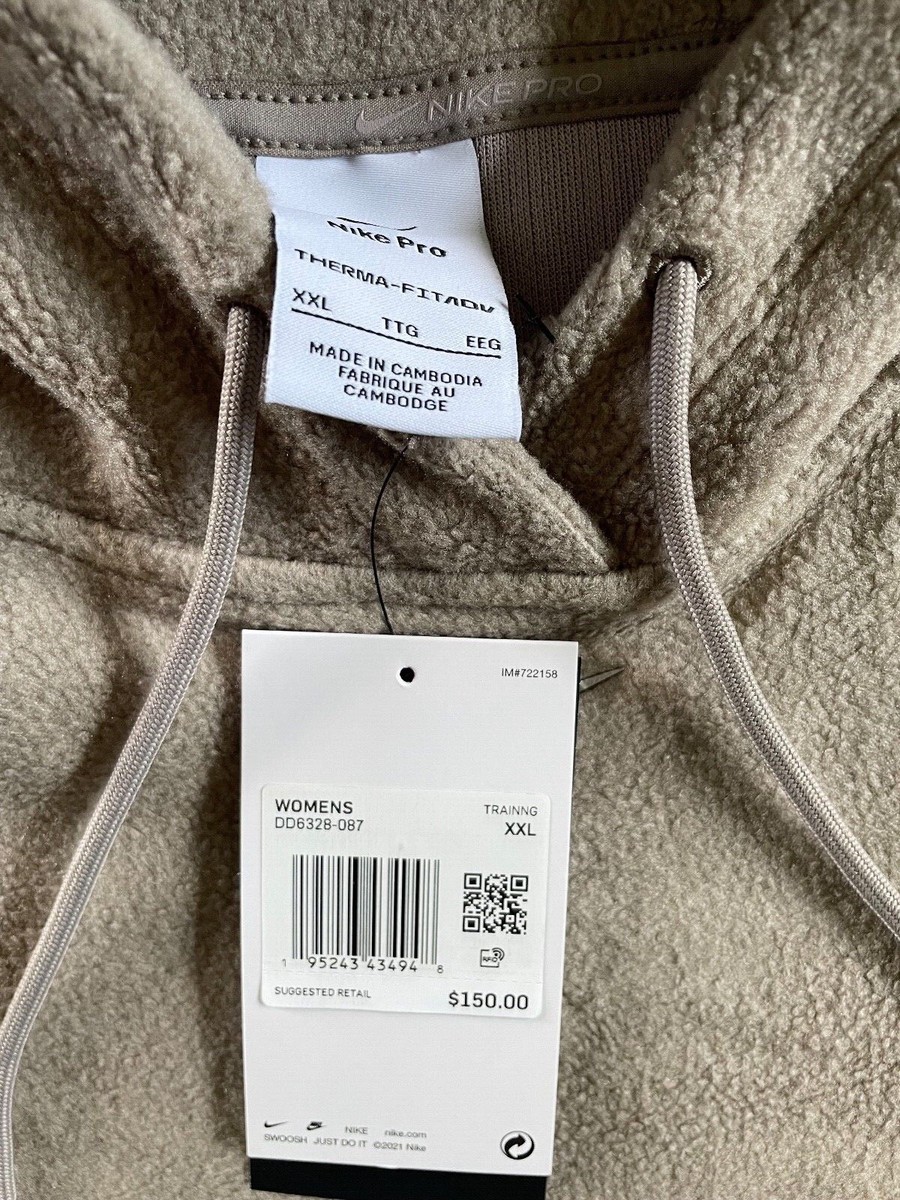 NIKE PRO
Nike Pro
THERMA-FITADV
XXL TTG EEG
MADE IN CAMBODIA
FABRIQUE AU
CAMBODGE
IM#722158
WOMENS TRAINNG
DD6328-087 XXL
1 95243 43494 8
RFID
SUGGESTED RETAIL $150.00
NIKE nike.com
SWOOSH JUST DO IT ©2021 Nike